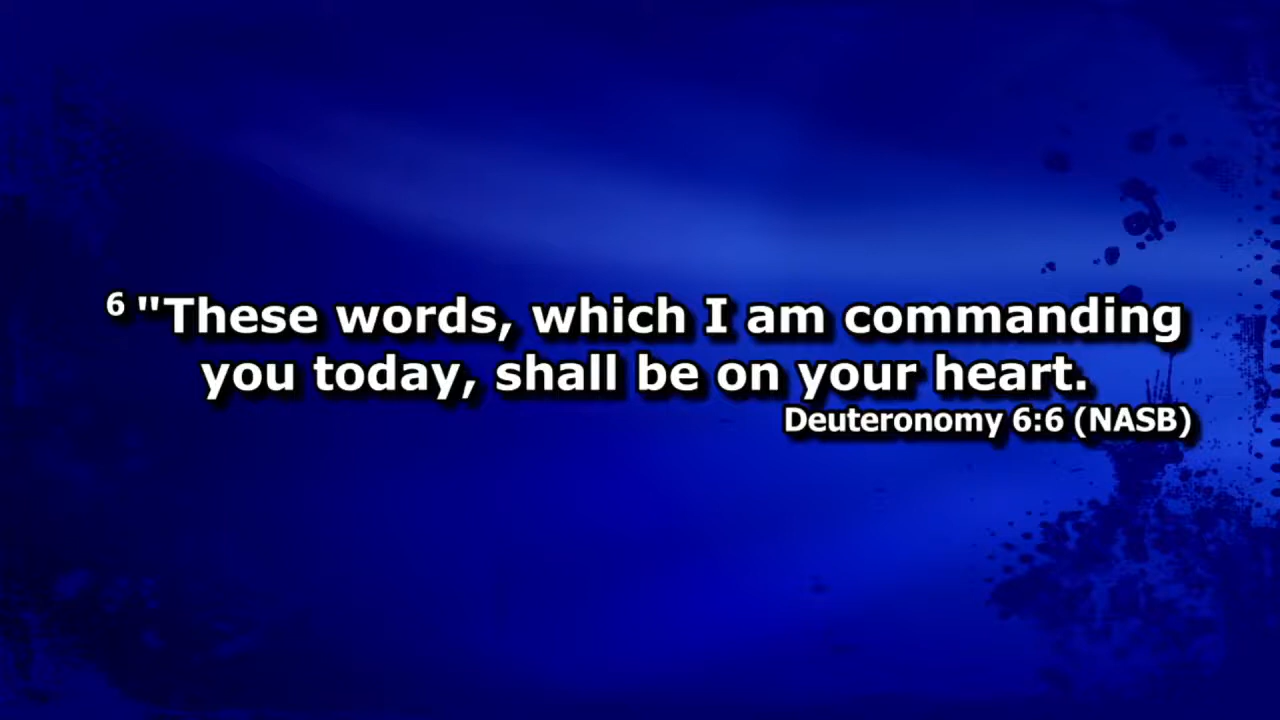 6 "These words, which I am commanding
you today, shall be on your heart.
Deuteronomy 6:6 (NASB)